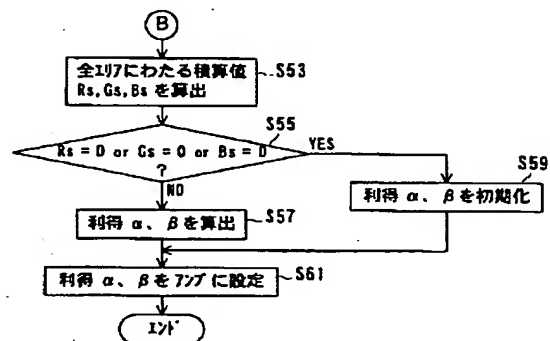 B
全エリアにわたる積算値
Rs,Gs,Bs を算出
S53
S55
Rs = 0 or Gs = 0 or Bs = 0
?
YES
NO
S59
利得 α、β を初期化
利得 α、β を算出
S57
利得 α、β をアンプに設定
S61
エンド